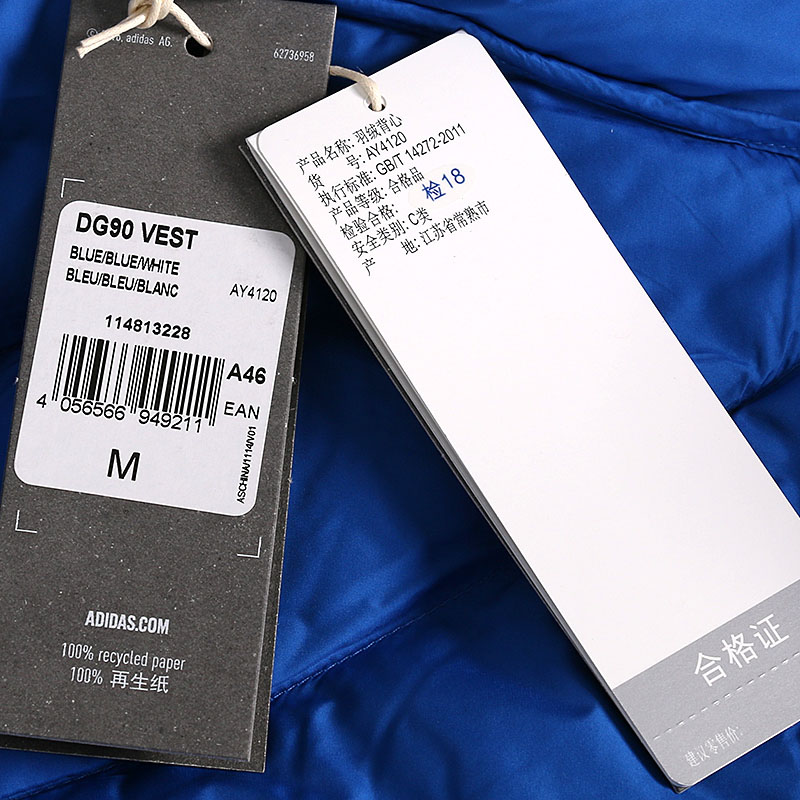 adidas AG.
62736958
DG90 VEST
BLUE/BLUE/WHITE
BLEU/BLEU/BLANC
AY4120
114813228
A46
4 056566 949211
EAN
M
ASCHINA/1114/V01
ADIDAS.COM
100% recycled paper
100% 再生纸
产品名称: 羽绒背心
货 号: AY4120
执行标准: GB/T 14272-2011
产品等级: 合格品
检验合格: 检18
安全类别: C类
产 地: 江苏省常熟市
合格证
建议零售价: